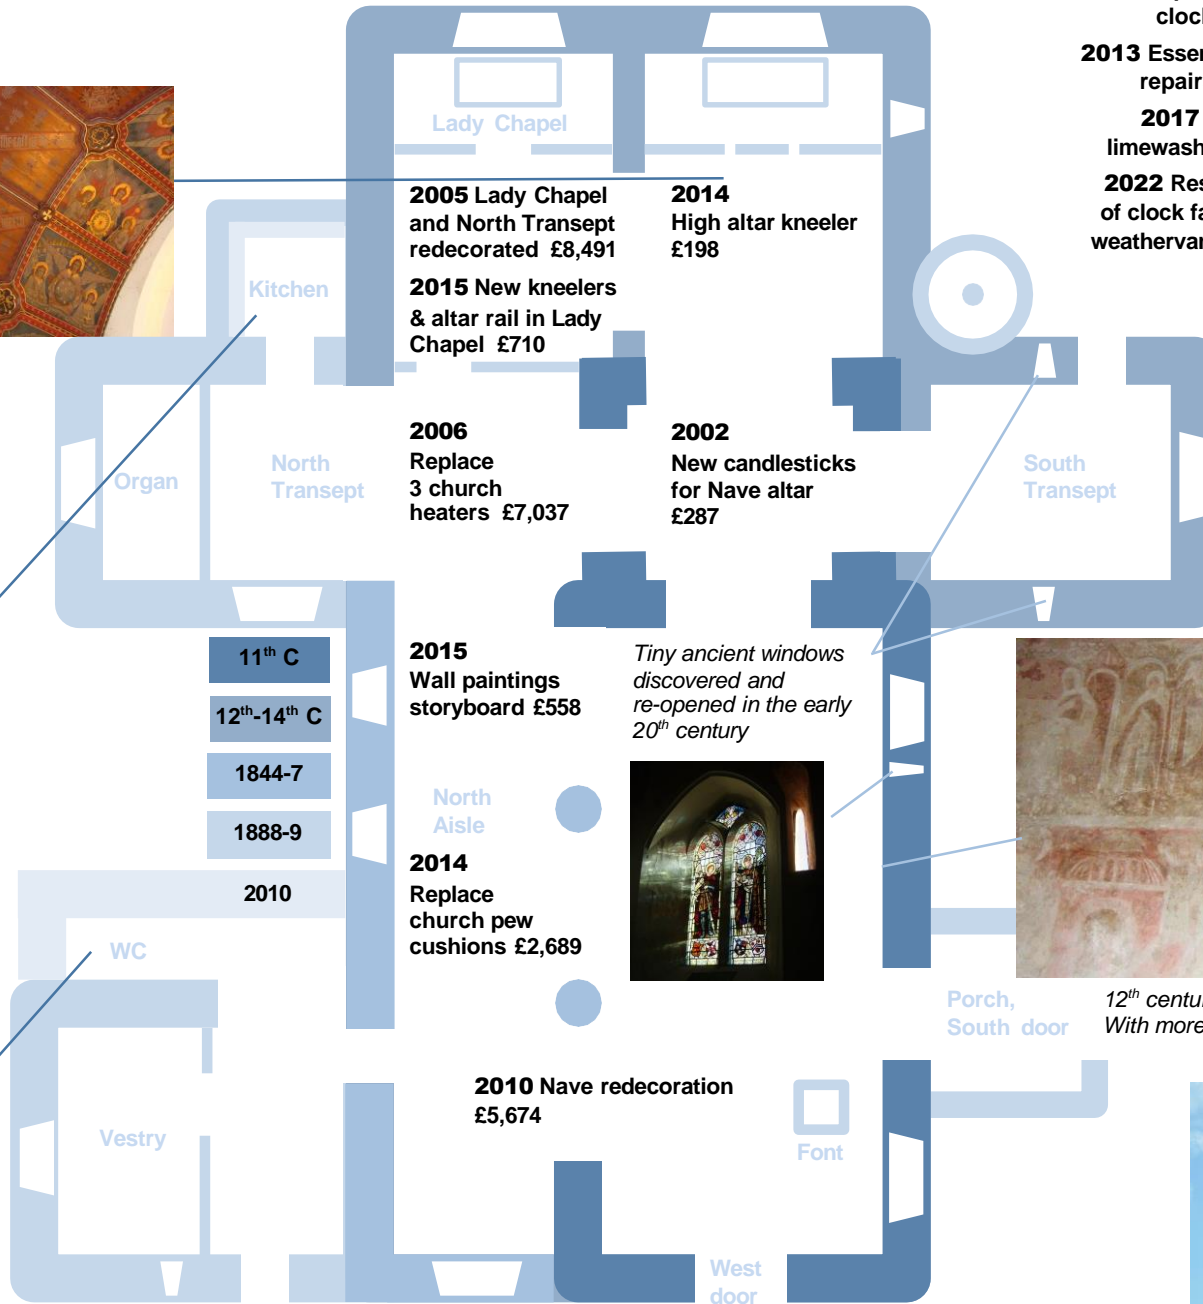 clock
2013 Essen
repair
2017
limewash
2022 Res
of clock fa
weathervan
Lady Chapel
2005 Lady Chapel
and North Transept
redecorated £8,491
2015 New kneelers
& altar rail in Lady
Chapel £710
2014
High altar kneeler
£198
Kitchen
Organ
North
Transept
2006
Replace
3 church
heaters £7,037
2002
New candlesticks
for Nave altar
£287
South
Transept
11th C
12th-14th C
1844-7
1888-9
2010
2015
Wall paintings
storyboard £558
Tiny ancient windows
discovered and
re-opened in the early
20th century
North
Aisle
2014
Replace
church pew
cushions £2,689
WC
Porch,
South door
12th centu
With more
2010 Nave redecoration
£5,674
Vestry
Font
West
door